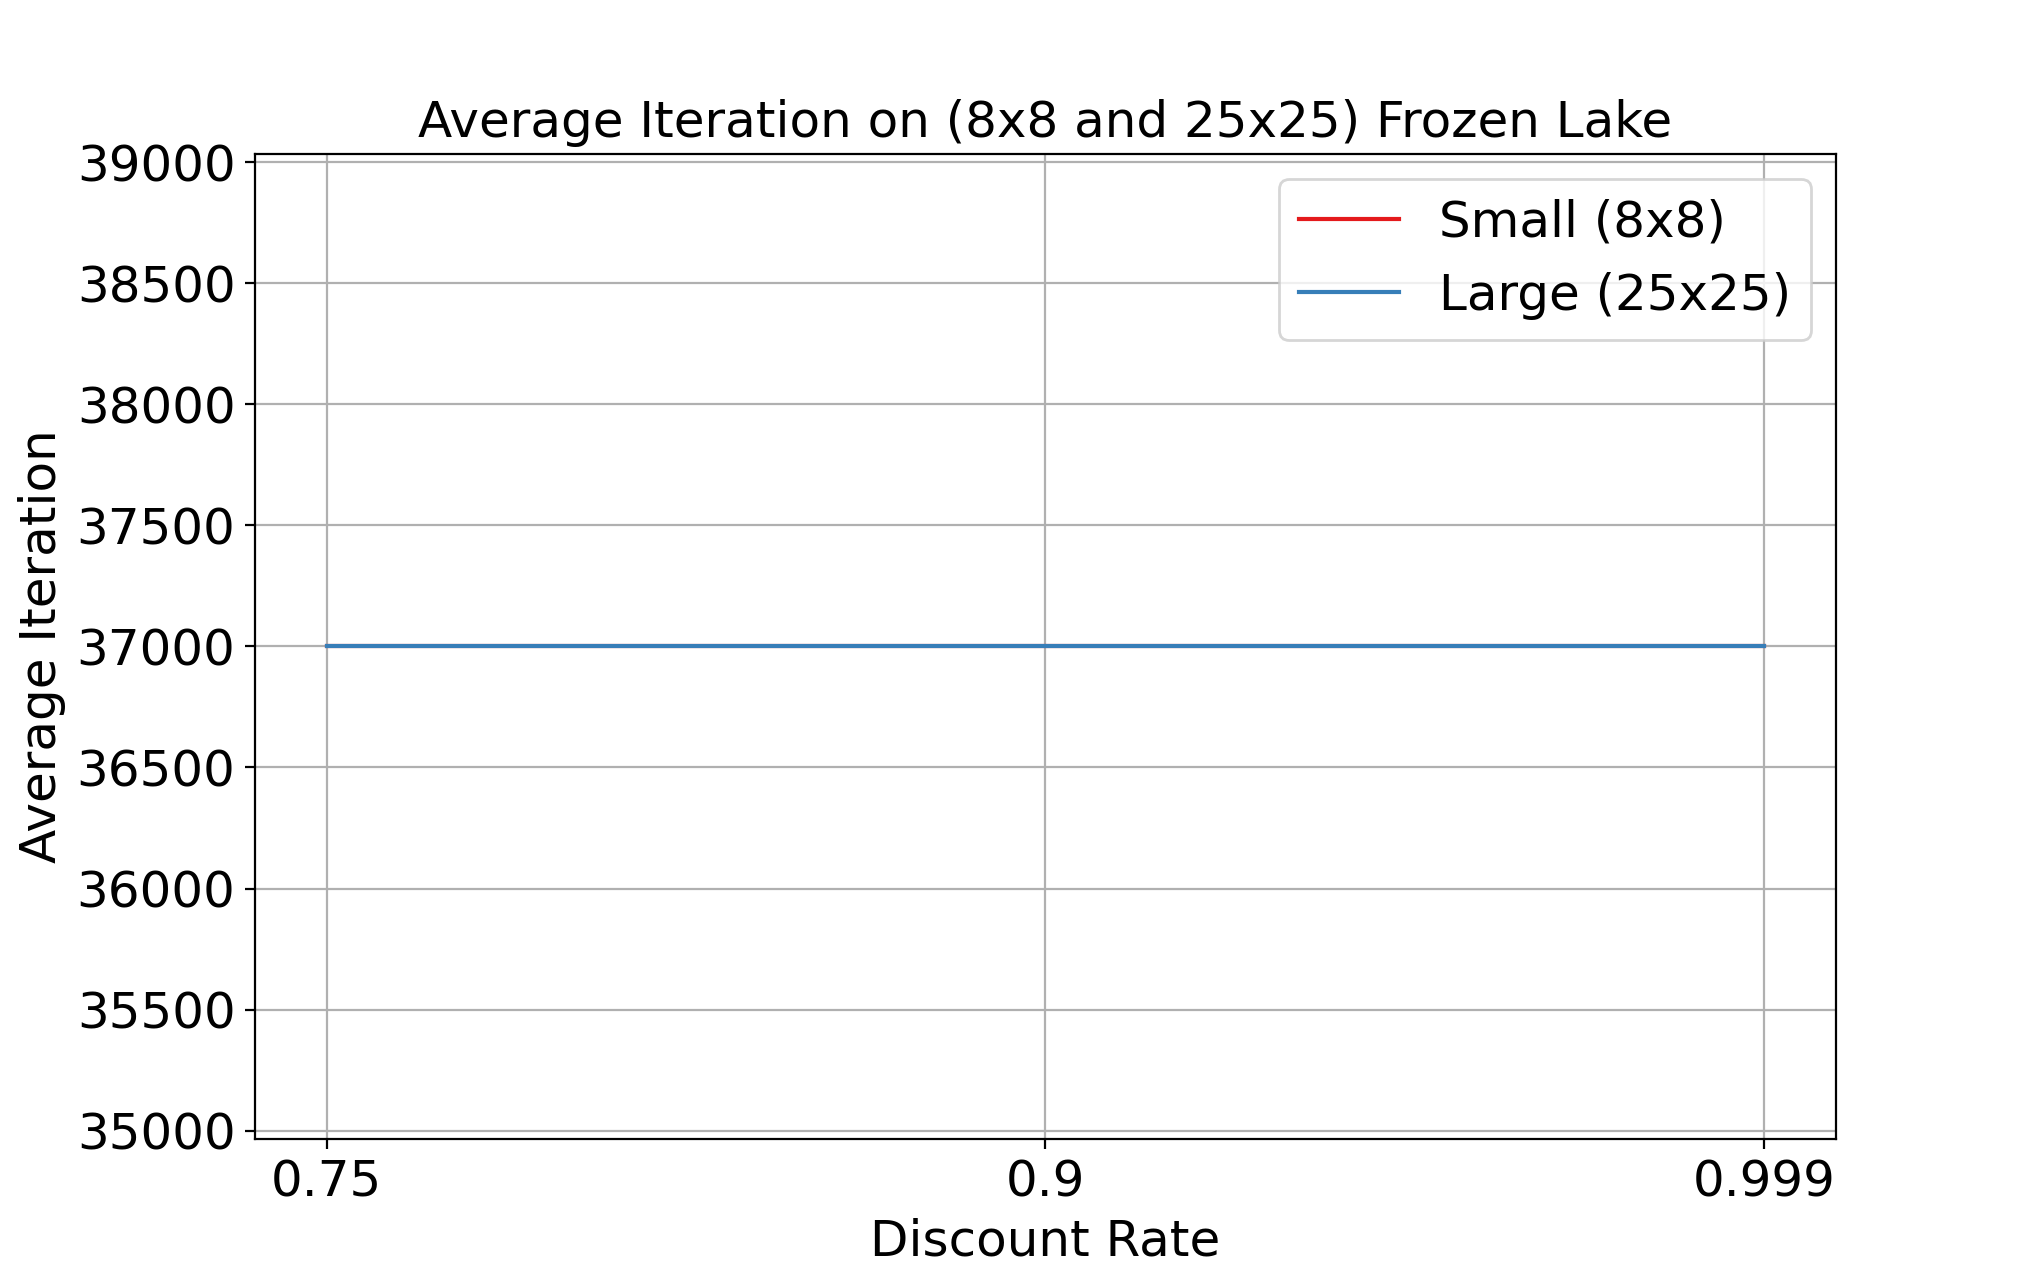 Average Iteration on (8x8 and 25x25) Frozen Lake
39000
38500
38000
37500
37000
36500
36000
35500
35000
Average Iteration
Small (8x8)
Large (25x25)
0.75
0.9
0.999
Discount Rate